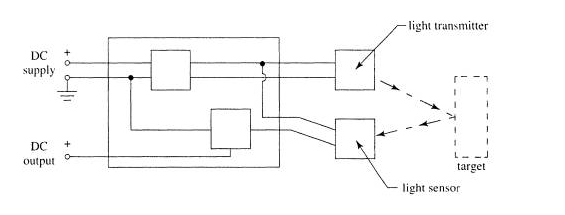 light transmitter
DC
supply
+
DC
output
+
target
light sensor